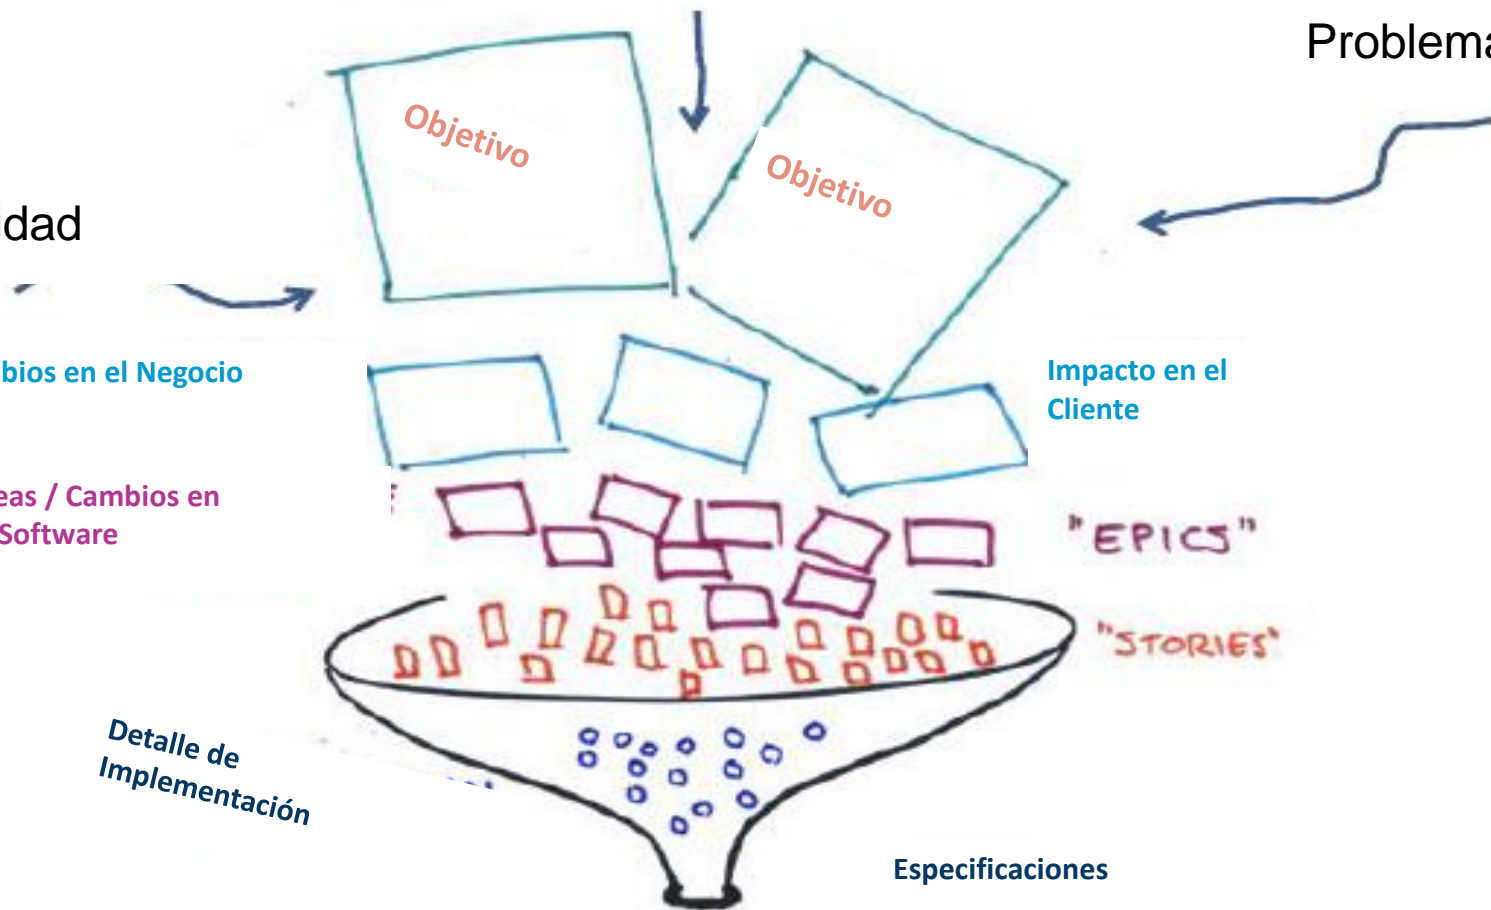 Problema
Objetivo
Objetivo
idad
bios en el Negocio
Impacto en el
Cliente
eas / Cambios en
Software
"EPICS"
"STORIES"
Detalle de
Implementación
Especificaciones